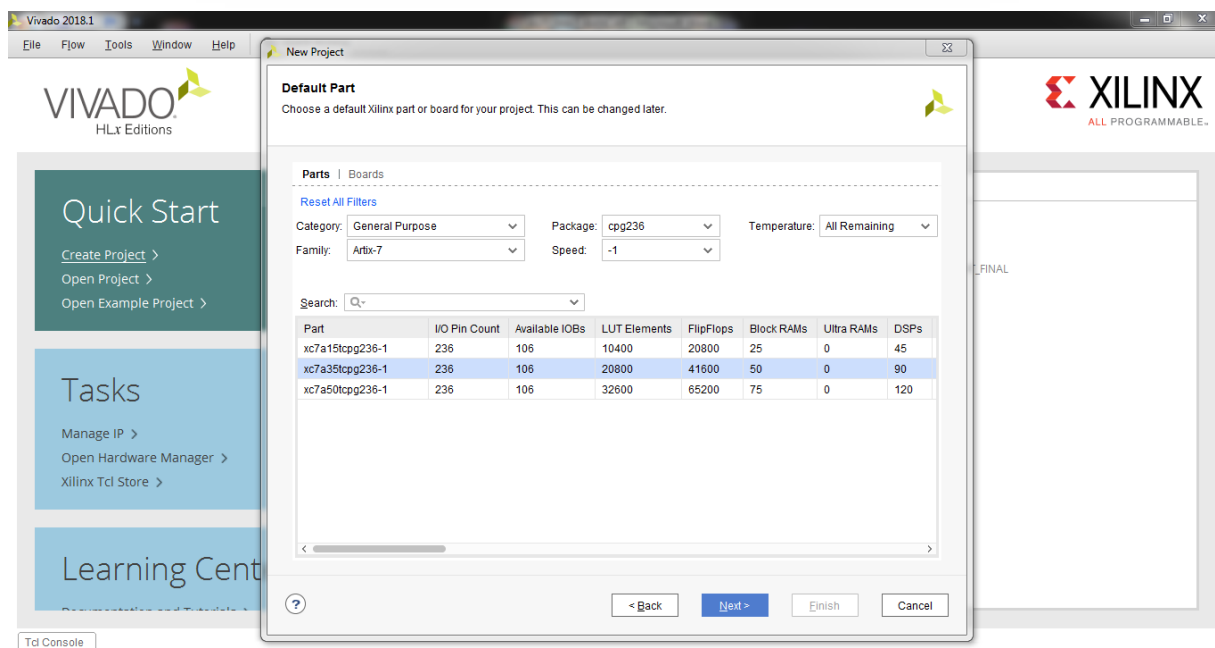 Vivado 2018.1
File Flow Tools Window Help
VIVADO.
HLx Editions
XILINX
ALL PROGRAMMABLE™
Quick Start
Create Project >
Open Project >
Open Example Project >
Tasks
Manage IP >
Open Hardware Manager >
Xilinx Tcl Store >
Learning Cent
Tcl Console
_FINAL
New Project
Default Part
Choose a default Xilinx part or board for your project. This can be changed later.
Parts | Boards
Reset All Filters
Category: General Purpose Package: cpg236 Temperature: All Remaining
Family: Artix-7 Speed: -1
Search: Q-
Part I/O Pin Count Available IOBs LUT Elements FlipFlops Block RAMs Ultra RAMs DSPs
xc7a15tcpg236-1 236 106 10400 20800 25 0 45
xc7a35tcpg236-1 236 106 20800 41600 50 0 90
xc7a50tcpg236-1 236 106 32600 65200 75 0 120
?
< Back Next > Finish Cancel